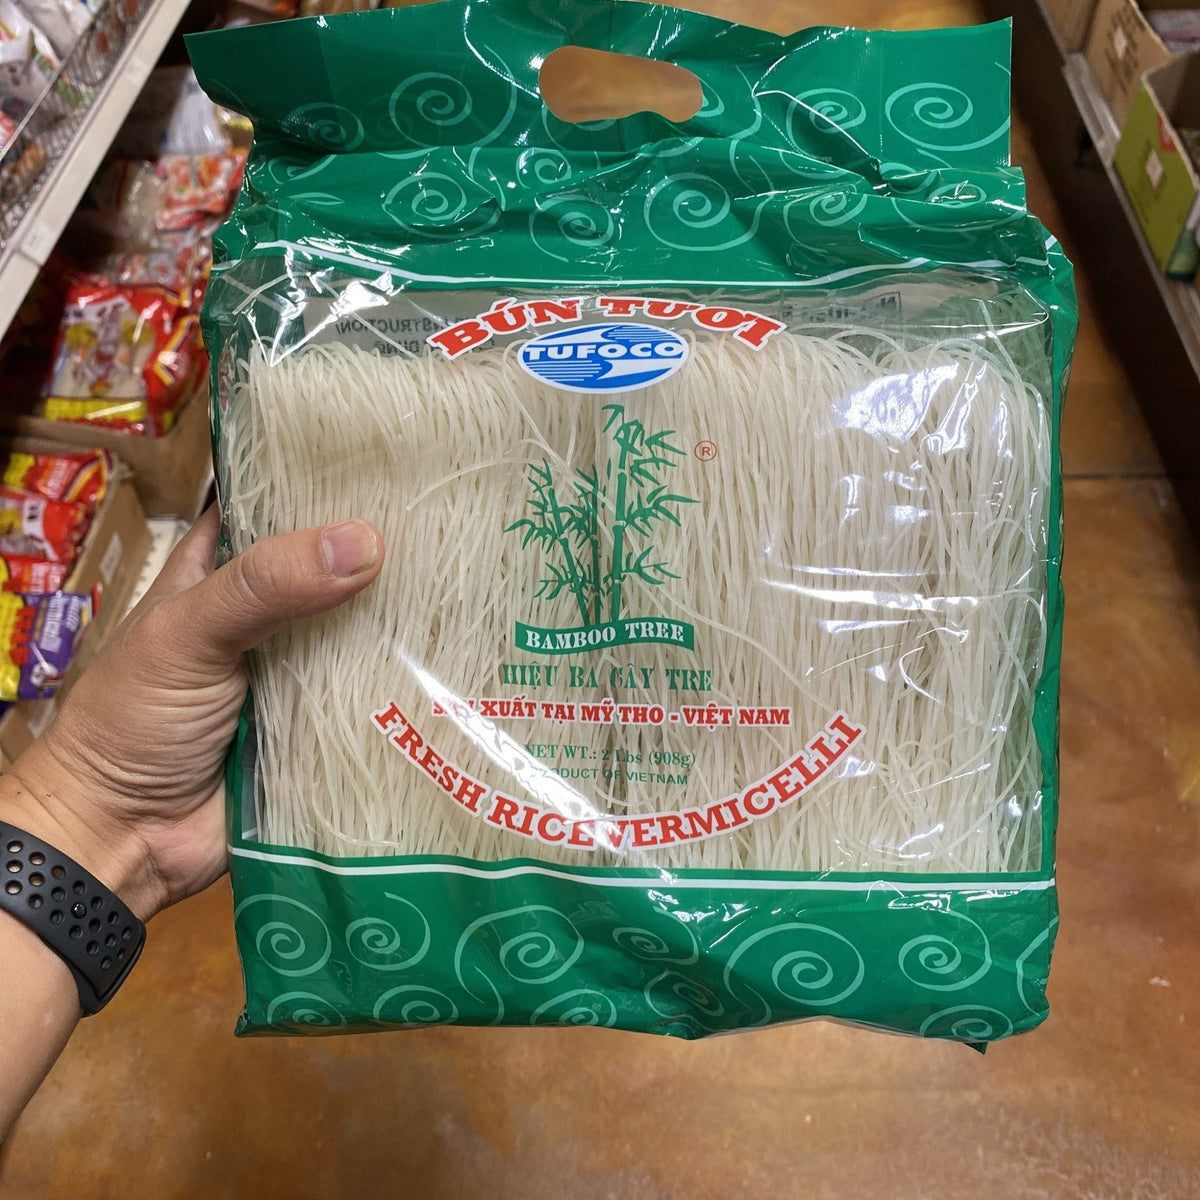 BÚN TƯƠI
TUFOCO
®
BAMBOO TREE
HIỆU BA CÂY TRE
SẢN XUẤT TẠI MỸ THO - VIỆT NAM
NET WT.: 2 Lbs (908g)
PRODUCT OF VIETNAM
FRESH RICE VERMICELLI